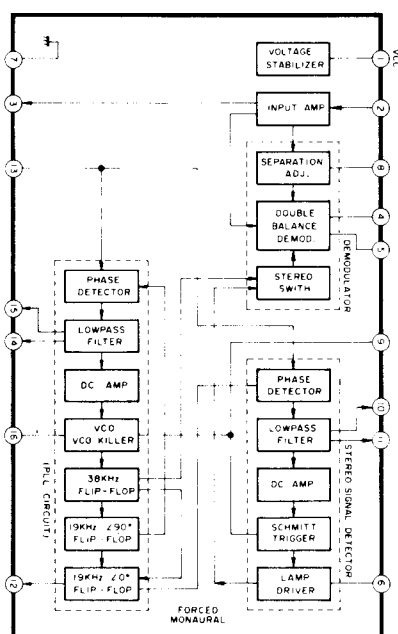 VCC
VOLTAGE
STABILIZER
1
7
3
INPUT AMP
2
13
SEPARATION
ADJ.
8
DOUBLE
BALANCE
DEMOD.
4
5
STEREO
SWITH
DEMODULATOR
PHASE
DETECTOR
15
LOWPASS
FILTER
14
DC AMP
VCO
VCO KILLER
38KHz
FLIP-FLOP
19KHz ∠90°
FLIP-FLOP
19KHz ∠0°
FLIP-FLOP
12
(PLL CIRCUIT)
9
PHASE
DETECTOR
10
LOWPASS
FILTER
11
DC AMP
SCHMITT
TRIGGER
LAMP
DRIVER
6
STEREO SIGNAL DETECTOR
FORCED
MONAURAL